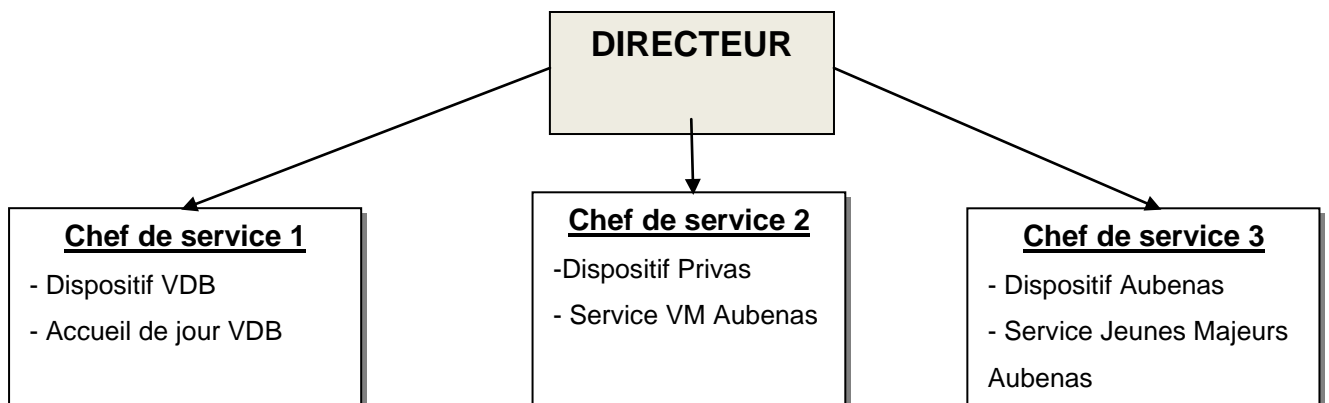 DIRECTEUR
Chef de service 1
- Dispositif VDB
- Accueil de jour VDB
Chef de service 2
-Dispositif Privas
- Service VM Aubenas
Chef de service 3
- Dispositif Aubenas
- Service Jeunes Majeurs
Aubenas